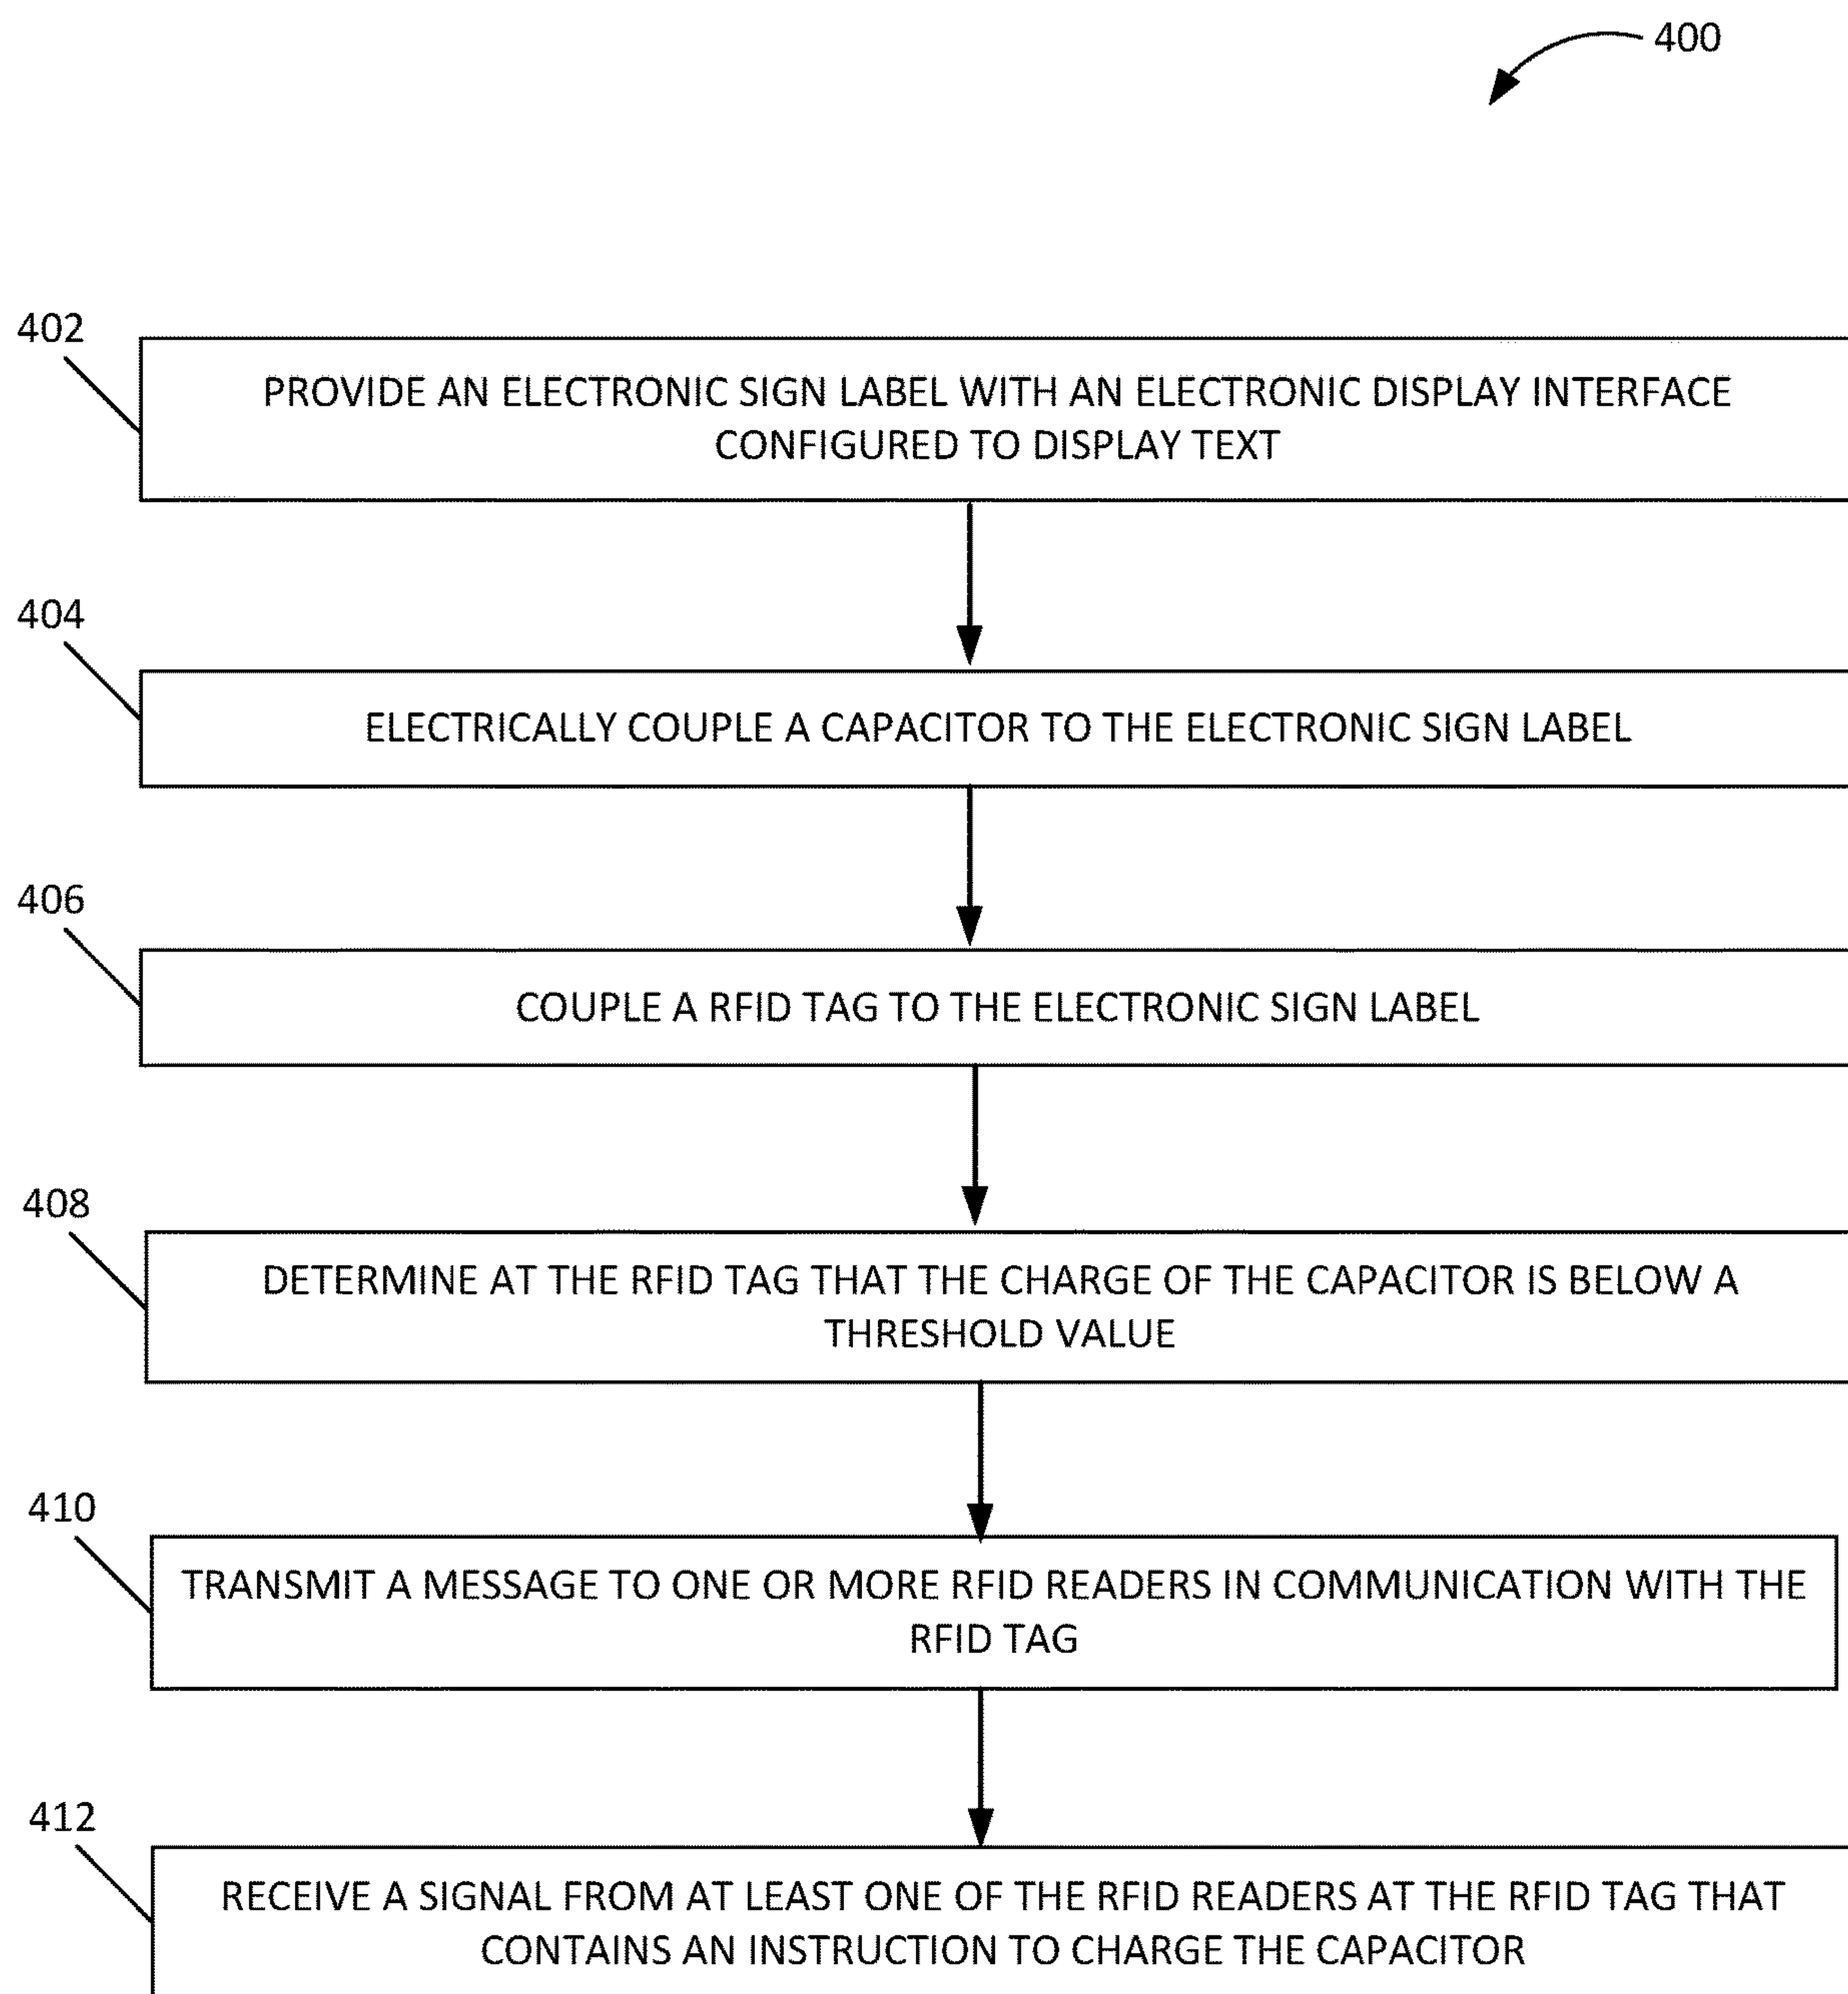 400
402
PROVIDE AN ELECTRONIC SIGN LABEL WITH AN ELECTRONIC DISPLAY INTERFACE
CONFIGURED TO DISPLAY TEXT
404
ELECTRICALLY COUPLE A CAPACITOR TO THE ELECTRONIC SIGN LABEL
406
COUPLE A RFID TAG TO THE ELECTRONIC SIGN LABEL
408
DETERMINE AT THE RFID TAG THAT THE CHARGE OF THE CAPACITOR IS BELOW A
THRESHOLD VALUE
410
TRANSMIT A MESSAGE TO ONE OR MORE RFID READERS IN COMMUNICATION WITH THE
RFID TAG
412
RECEIVE A SIGNAL FROM AT LEAST ONE OF THE RFID READERS AT THE RFID TAG THAT
CONTAINS AN INSTRUCTION TO CHARGE THE CAPACITOR